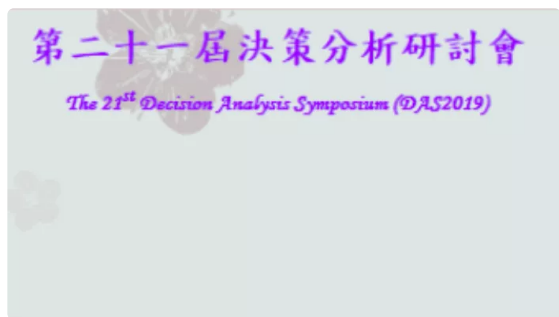 第二十一屆決策分析研討會
The 21st Decision Analysis Symposium (DAS2019)